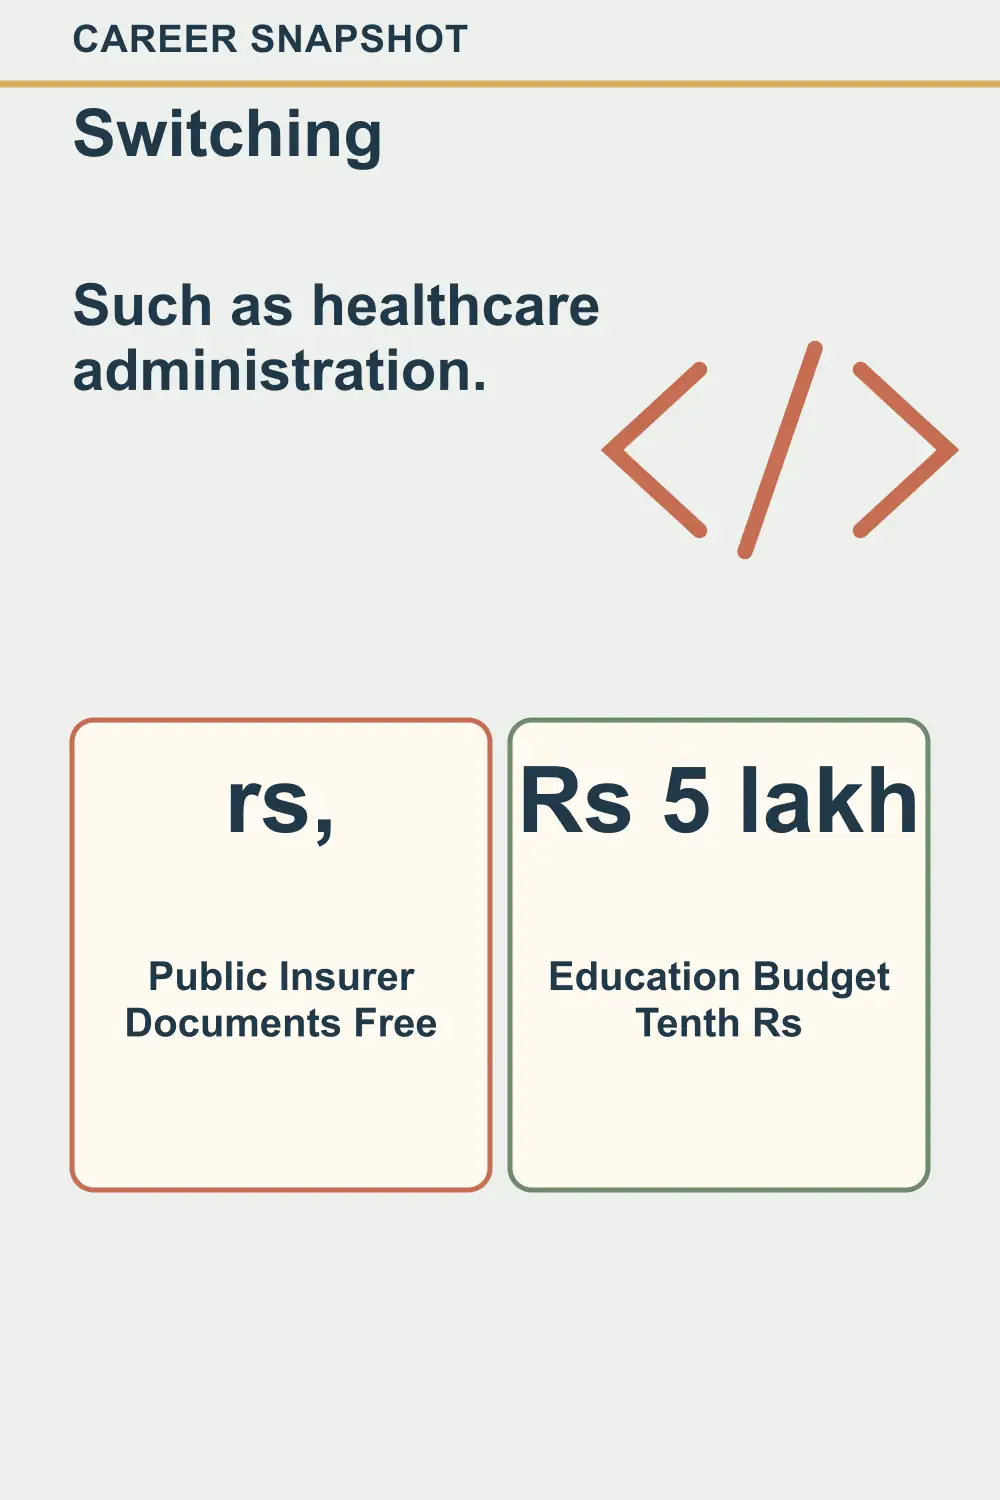 CAREER SNAPSHOT
Switching
Such as healthcare
administration.
rs,
Public Insurer
Documents Free
Rs 5 lakh
Education Budget
Tenth Rs